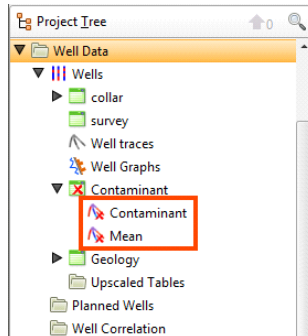 Project Tree
0
Well Data
Wells
collar
survey
Well traces
Well Graphs
Contaminant
Contaminant
Mean
Geology
Upscaled Tables
Planned Wells
Well Correlation